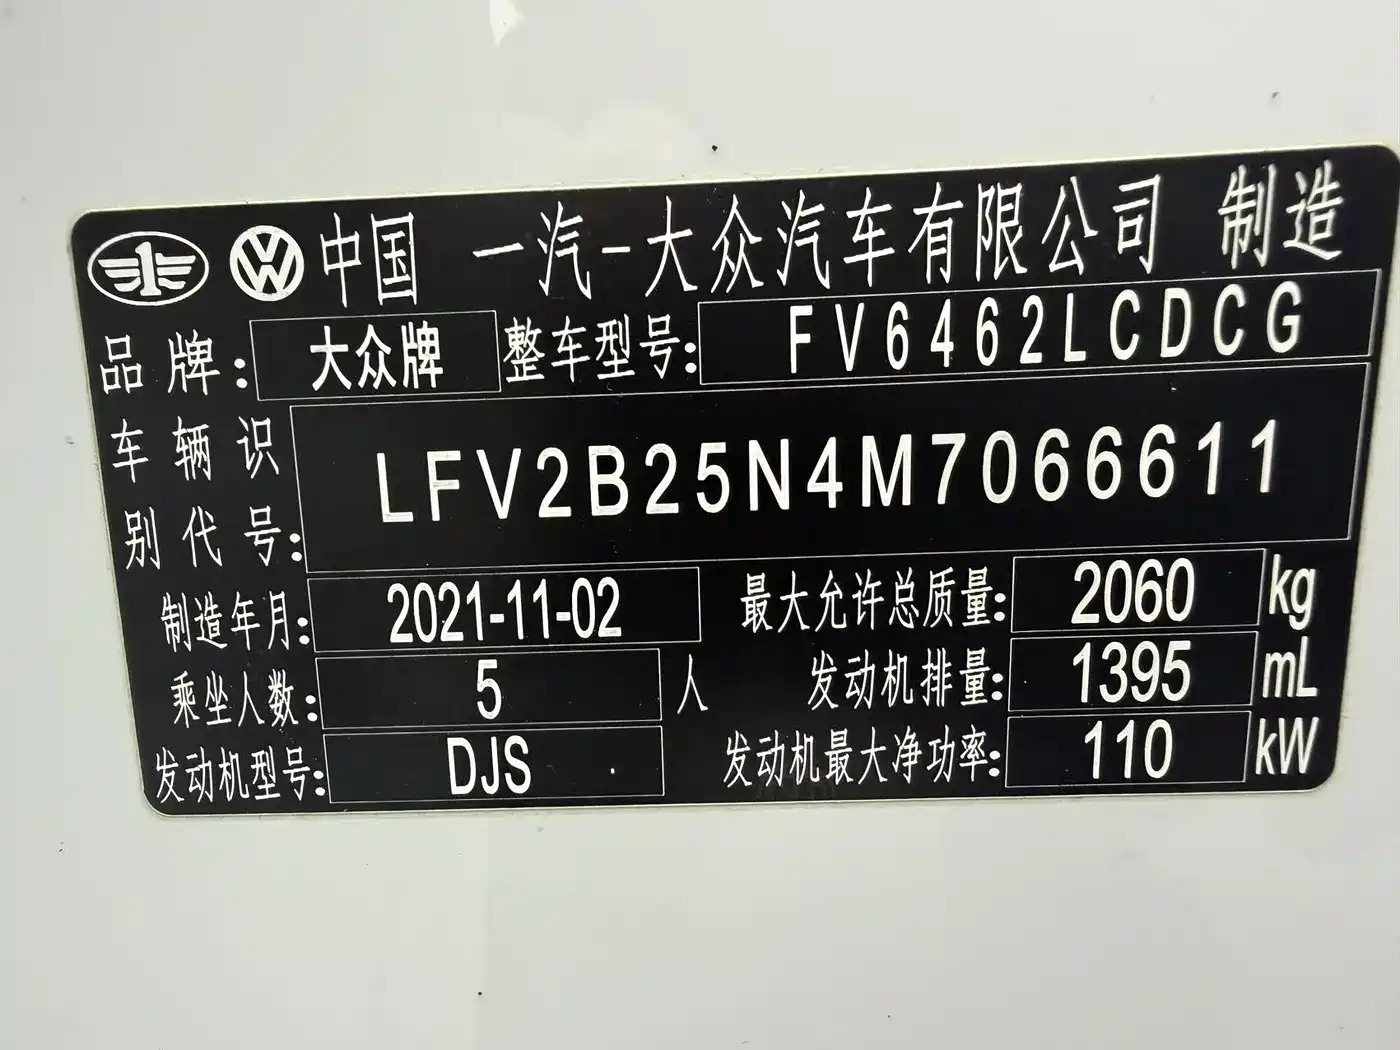 中国 一汽-大众汽车有限公司 制造
品牌: 大众牌 整车型号: FV6462LCDCG
车辆识别代号: LFV2B25N4M7066611
制造年月: 2021-11-02 最大允许总质量: 2060 kg
乘坐人数: 5 人 发动机排量: 1395 mL
发动机型号: DJS 发动机最大净功率: 110 kW